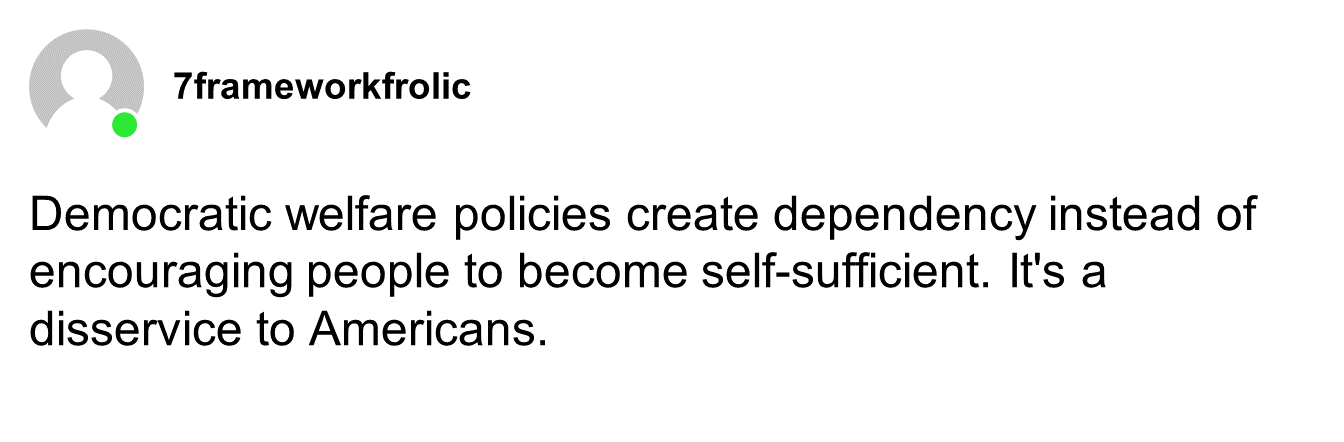 7frameworkfrolic
Democratic welfare policies create dependency instead of
encouraging people to become self-sufficient. It's a
disservice to Americans.